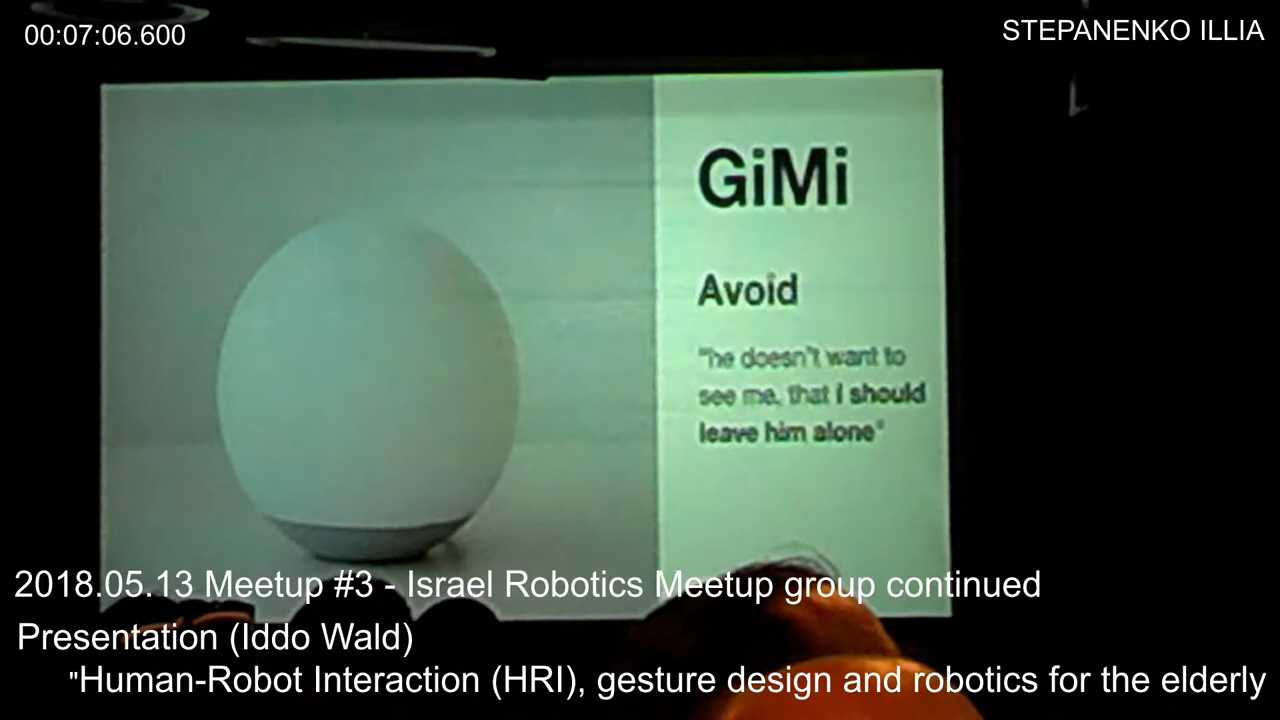 00:07:06.600
STEPANENKO ILLIA
GiMi
Avoid
"he doesn't want to
see me, that I should
leave him alone"
2018.05.13 Meetup #3 - Israel Robotics Meetup group continued
Presentation (Iddo Wald)
"Human-Robot Interaction (HRI), gesture design and robotics for the elderly